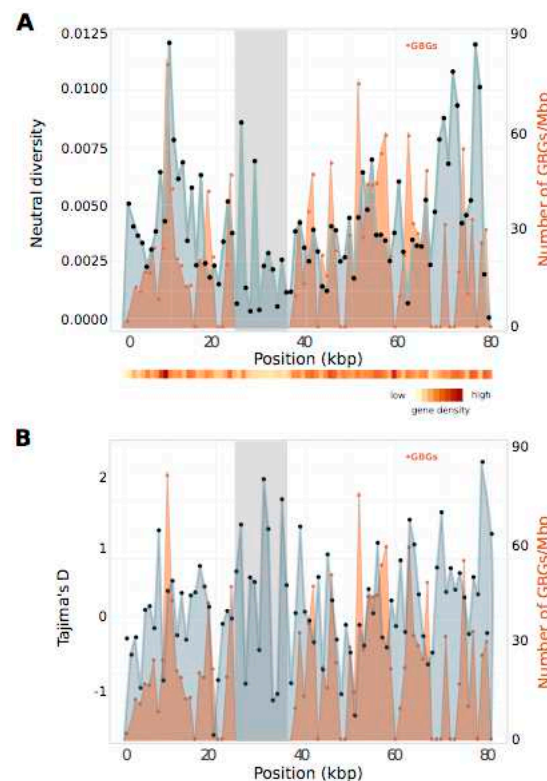 A
0.0125
0.0100
0.0075
0.0050
0.0025
0.0000
Neutral diversity
90
60
30
0
Number of GBGs/Mbp
•GBGs
0
20
40
60
80
Position (kbp)
low
high
gene density
B
2
1
0
-1
Tajima's D
90
60
30
0
Number of GBGs/Mbp
•GBGs
0
20
40
60
80
Position (kbp)